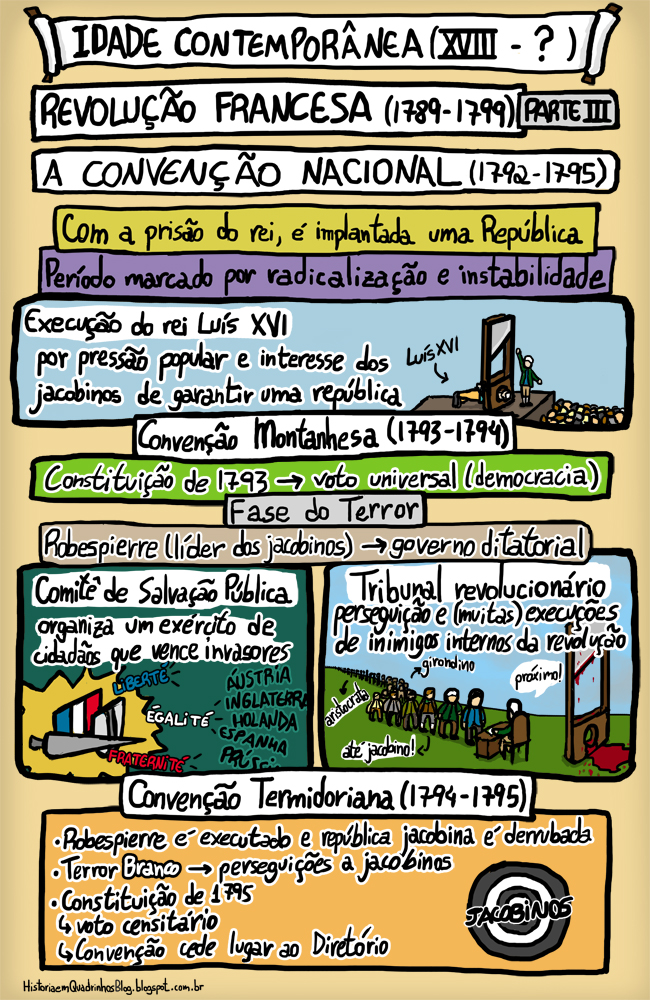 IDADE CONTEMPORÂNEA (XVIII - ?)
REVOLUÇÃO FRANCESA (1789-1799) PARTE III
A CONVENÇÃO NACIONAL (1792-1795)
Com a prisão do rei, é implantada uma República
Período marcado por radicalização e instabilidade
Execução do rei Luís XVI
por pressão popular e interesse dos
jacobinos de garantir uma república
Luís XVI
Convenção Montanhesa (1793-1794)
Constituição de 1793 → voto universal (democracia)
Fase do Terror
Robespierre (líder dos jacobinos) → governo ditatorial
Comitê de Salvação Pública
organiza um exército de
cidadãos que vence invasores
LIBERTÉ
ÉGALITÉ
FRATERNITÉ
ÁUSTRIA
INGLATERRA
HOLANDA
ESPANHA
PRÚSSIA
Tribunal revolucionário
perseguição e (muitas) execuções
de inimigos internos da revolução
girondino
próximo!
aristocrata
até jacobino!
Convenção Termidoriana (1794-1795)
• Robespierre é executado e república jacobina é derrubada
• Terror Branco → perseguições a jacobinos
• Constituição de 1795
↳ voto censitário
↳ Convenção cede lugar ao Diretório
JACOBINOS
HistoriaemQuadrinhosBlog.blogspot.com.br